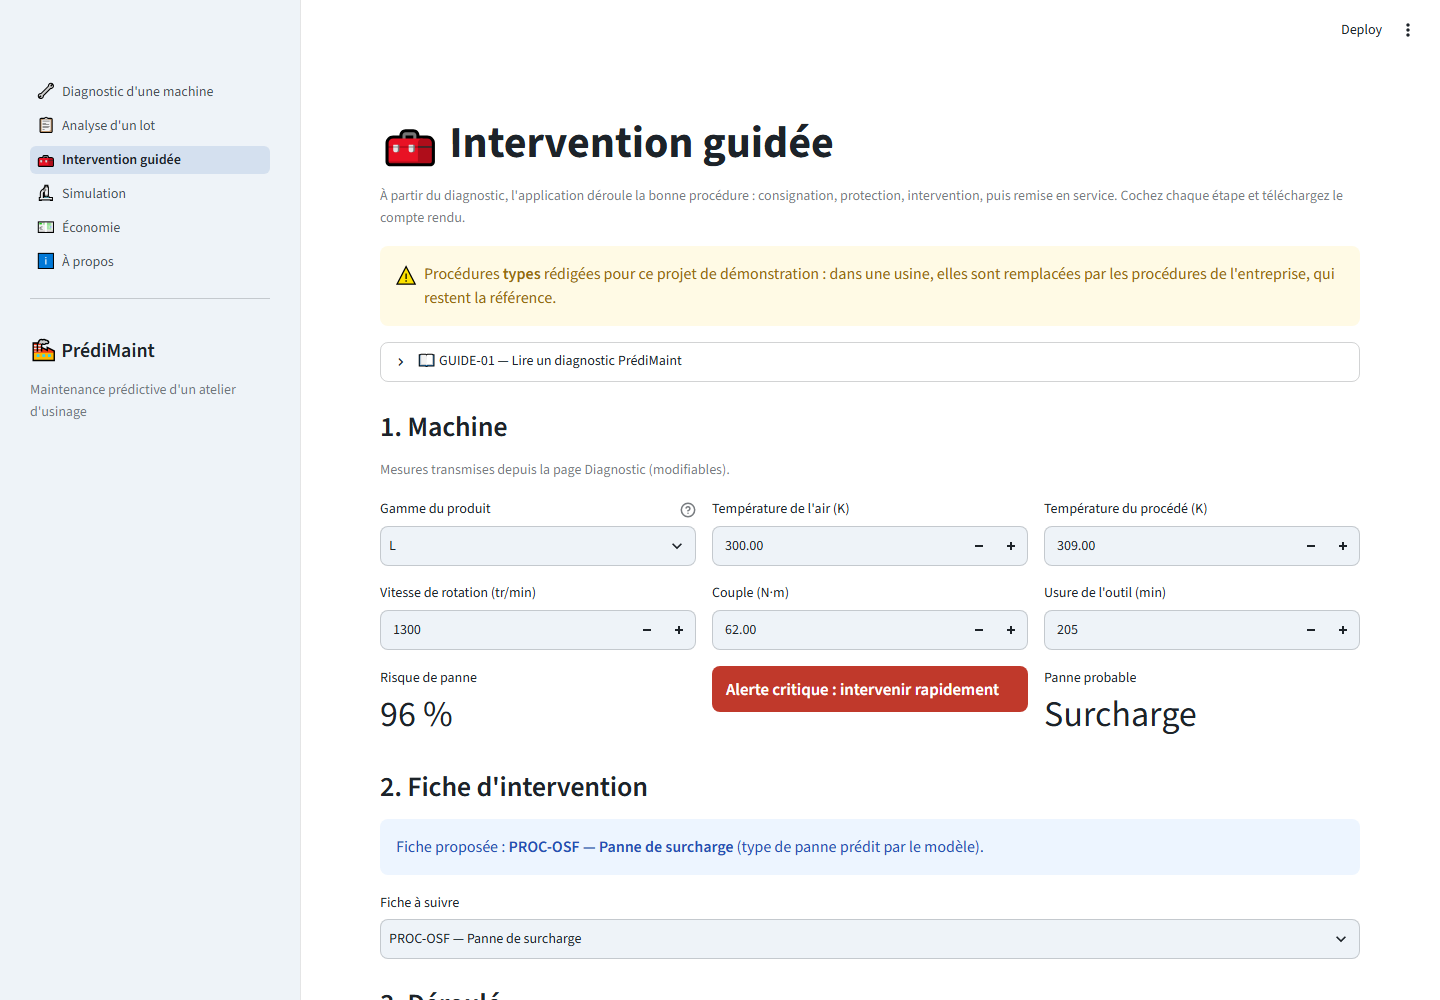 Deploy
Diagnostic d'une machine
Analyse d'un lot
Intervention guidée
Simulation
Économie
À propos
PrédiMaint
Maintenance prédictive d'un atelier
d'usinage
Intervention guidée
À partir du diagnostic, l'application déroule la bonne procédure : consignation, protection, intervention, puis remise en service. Cochez chaque étape et téléchargez le
compte rendu.
Procédures types rédigées pour ce projet de démonstration : dans une usine, elles sont remplacées par les procédures de l'entreprise, qui
restent la référence.
GUIDE-01 — Lire un diagnostic PrédiMaint
1. Machine
Mesures transmises depuis la page Diagnostic (modifiables).
Gamme du produit
Température de l'air (K)
Température du procédé (K)
L
300.00
309.00
Vitesse de rotation (tr/min)
Couple (N·m)
Usure de l'outil (min)
1300
62.00
205
Risque de panne
96 %
Alerte critique : intervenir rapidement
Panne probable
Surcharge
2. Fiche d'intervention
Fiche proposée : PROC-OSF — Panne de surcharge (type de panne prédit par le modèle).
Fiche à suivre
PROC-OSF — Panne de surcharge
3. Déroulé